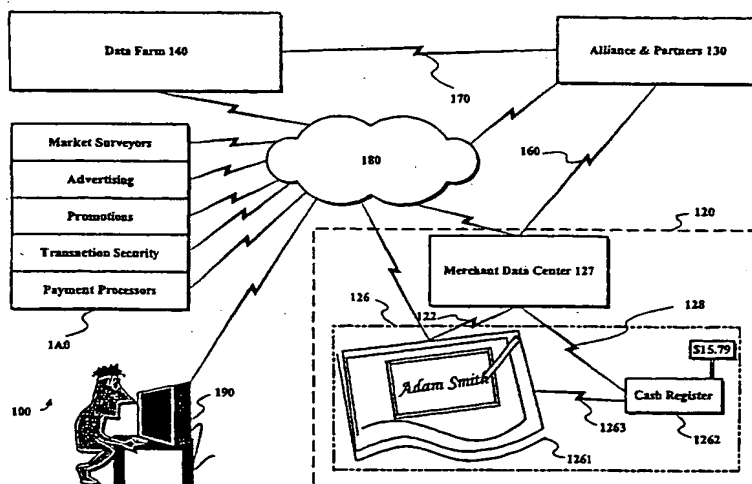 Data Farm 140
Alliance & Partners 130
170
Market Surveyors
180
160
Advertising
Promotions
120
Transaction Security
Merchant Data Center 127
Payment Processors
126
122
128
1A0
$15.79
Adam Smith
Cash Register
100
190
1263
1262
1261